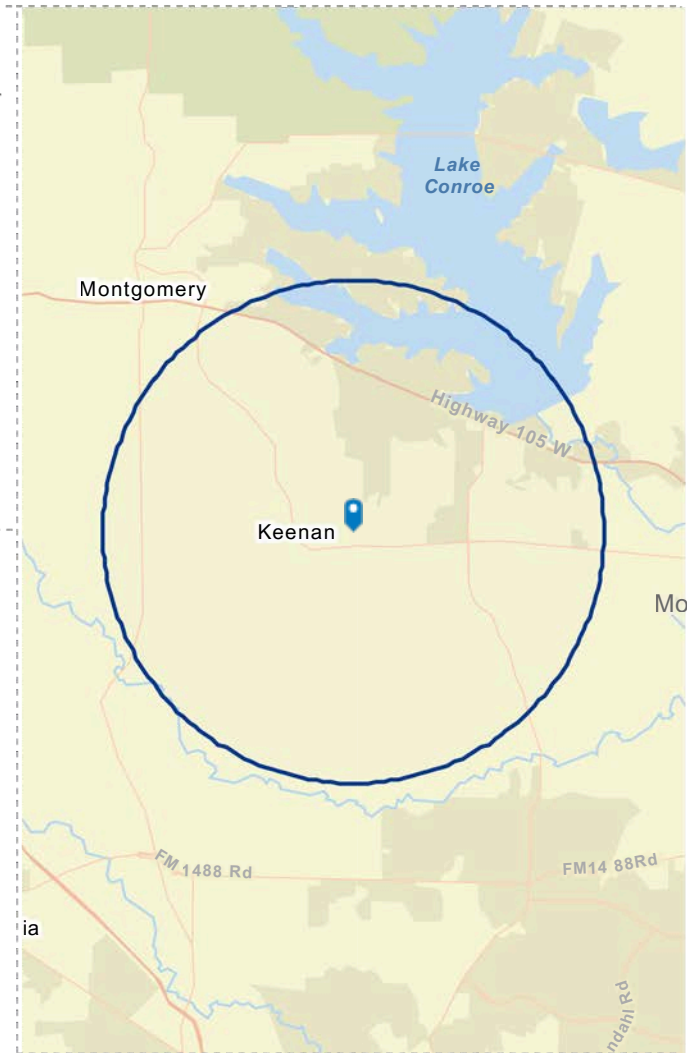 Lake
Conroe
Montgomery
Highway 105 W
Keenan
Mo
FM 1488 Rd
FM14 88Rd
ia
ndahl Rd